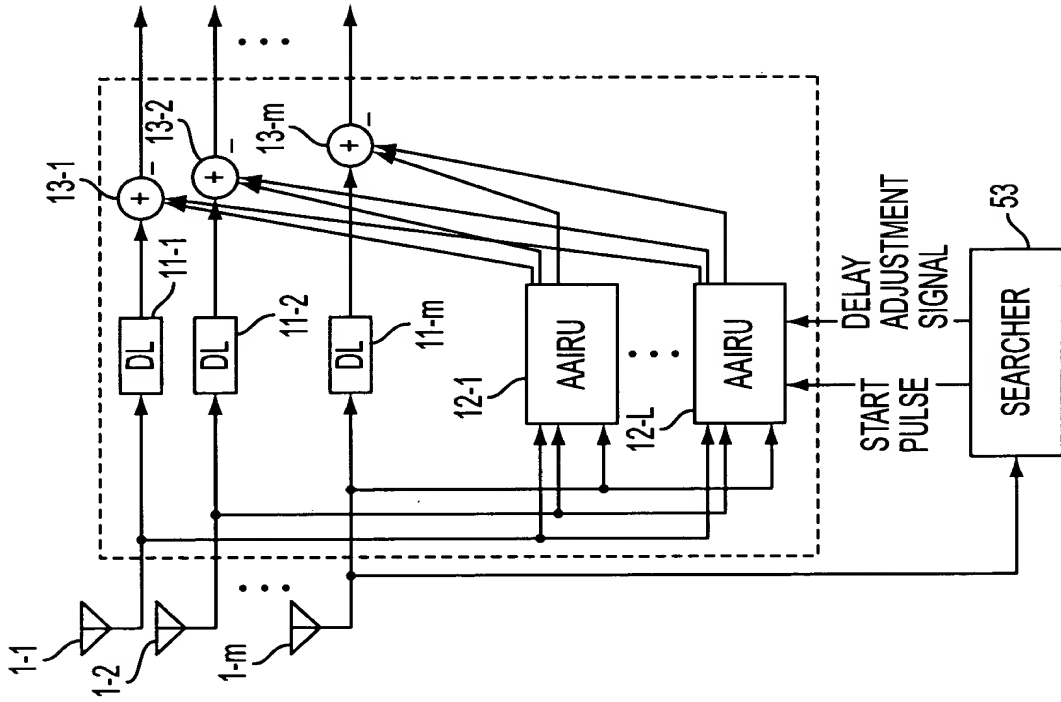 1-1
1-2
1-m
DL
11-1
DL
11-2
DL
11-m
+
−
13-1
+
−
13-2
+
−
13-m
• • •
• • •
12-1
AAIRU
• • •
12-L
AAIRU
START
PULSE
DELAY
ADJUSTMENT
SIGNAL
SEARCHER
53